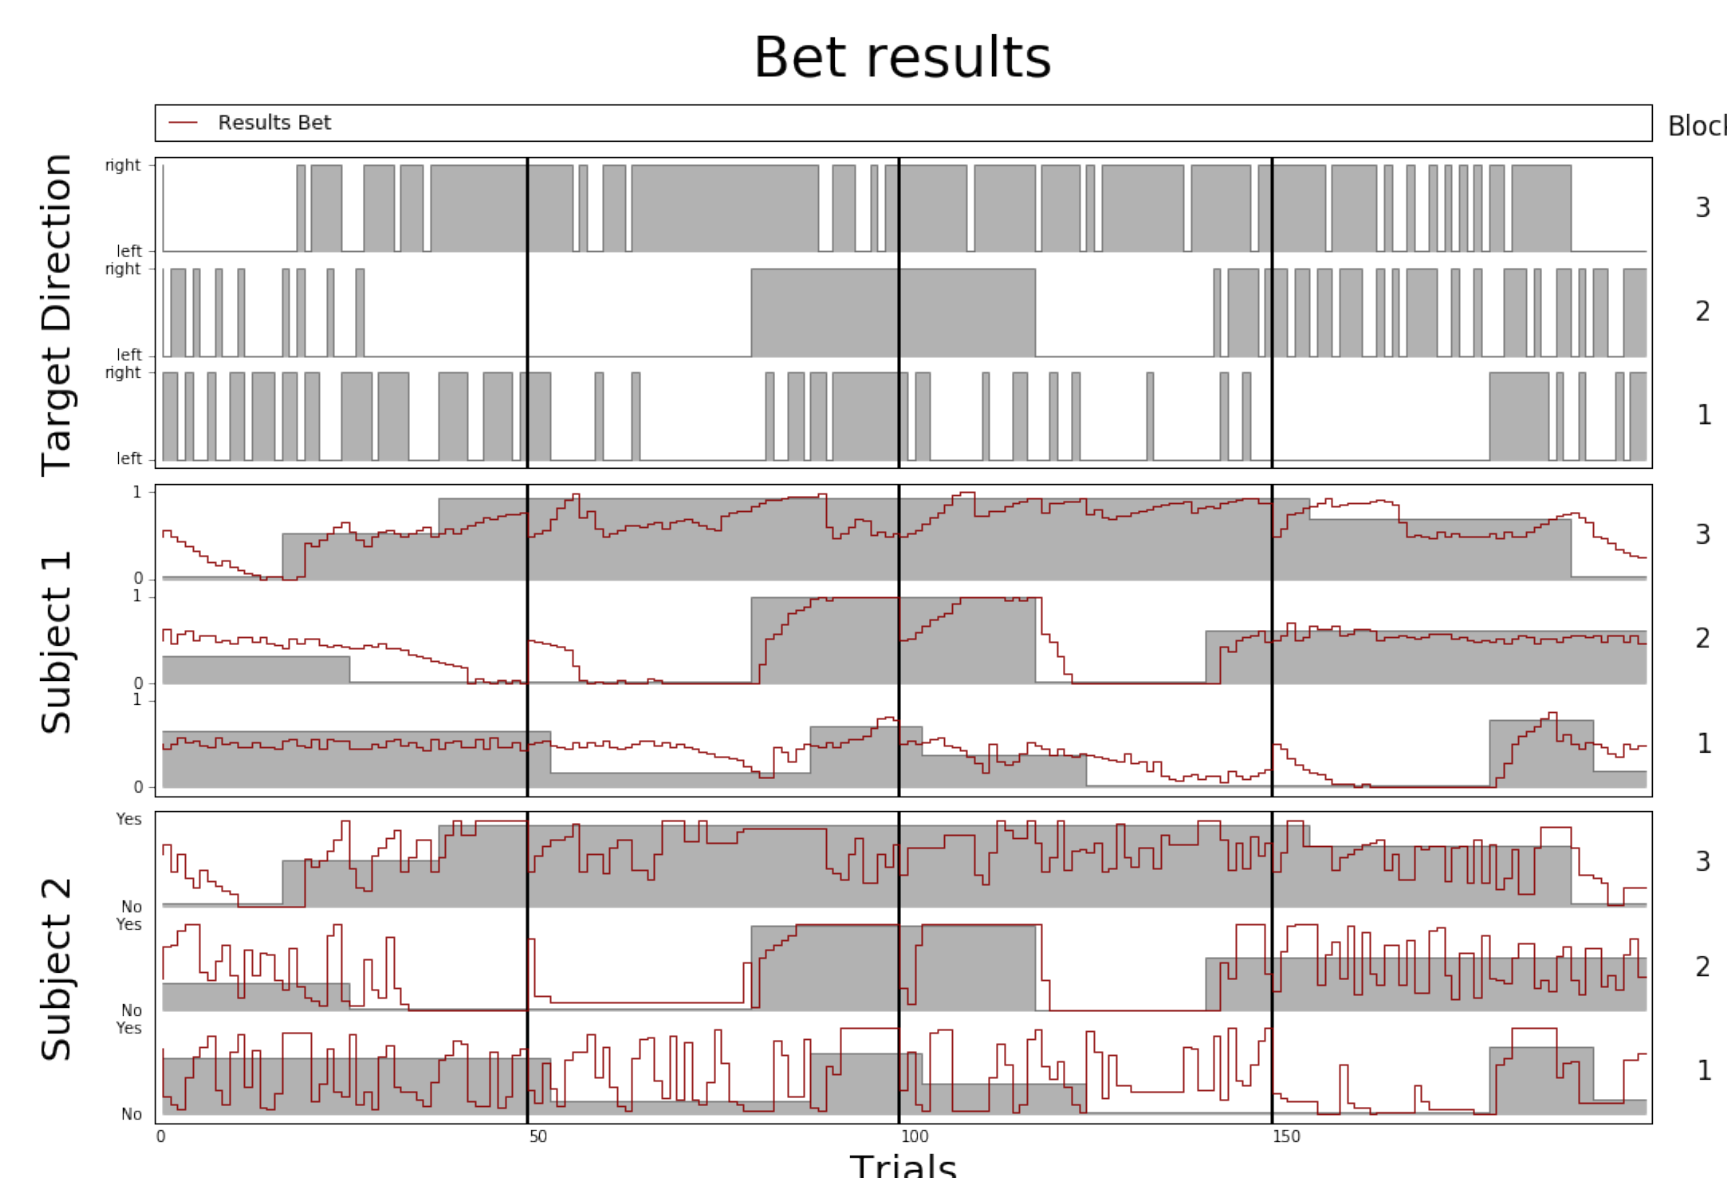 Bet results
Results Bet
Block
Target Direction
right
left
3
right
left
2
right
left
1
Subject 1
1
0
3
1
0
2
1
0
1
Subject 2
Yes
No
3
Yes
No
2
Yes
No
1
0 50 100 150
Trials